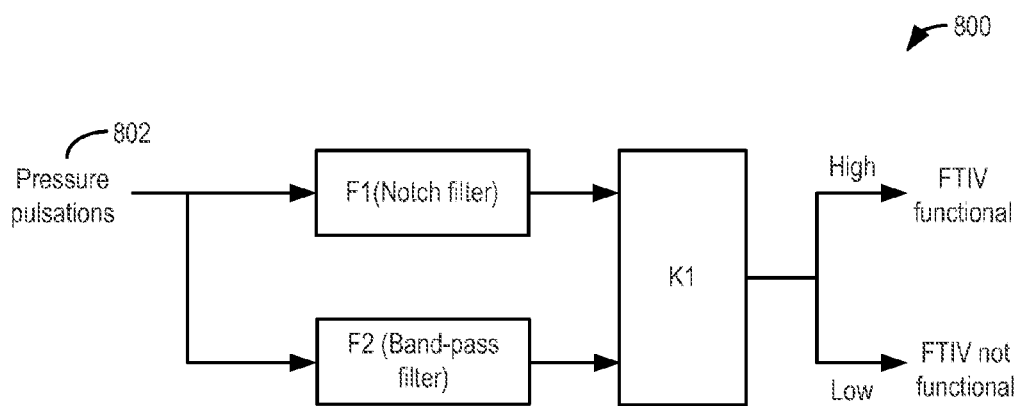 800
802
Pressure
pulsations
F1(Notch filter)
F2 (Band-pass
filter)
K1
High
FTIV
functional
Low
FTIV not
functional